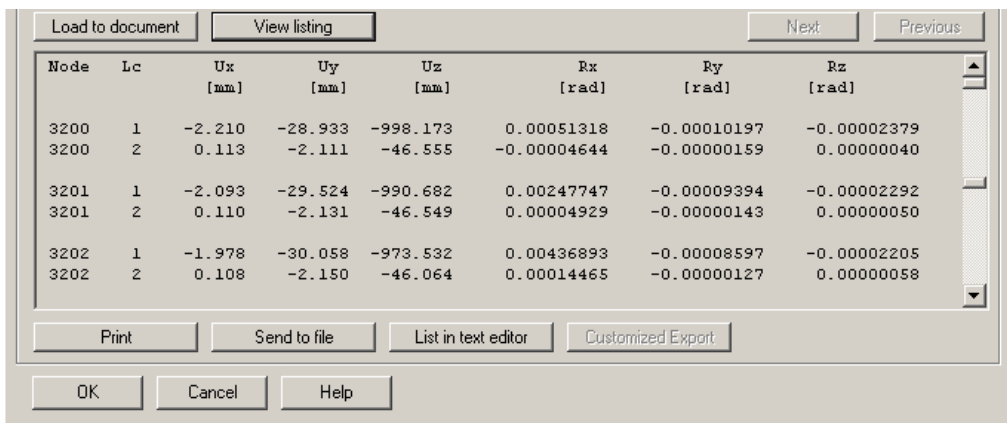 Load to document View listing Next Previous
Node Lc Ux Uy Uz Rx Ry Rz
[mm] [mm] [mm] [rad] [rad] [rad]
3200 1 -2.210 -28.933 -998.173 0.00051318 -0.00010197 -0.00002379
3200 2 0.113 -2.111 -46.555 -0.00004644 -0.00000159 0.00000040
3201 1 -2.093 -29.524 -990.682 0.00247747 -0.00009394 -0.00002292
3201 2 0.110 -2.131 -46.549 0.00004929 -0.00000143 0.00000050
3202 1 -1.978 -30.058 -973.532 0.00436893 -0.00008597 -0.00002205
3202 2 0.108 -2.150 -46.064 0.00014465 -0.00000127 0.00000058
Print Send to file List in text editor Customized Export
OK Cancel Help